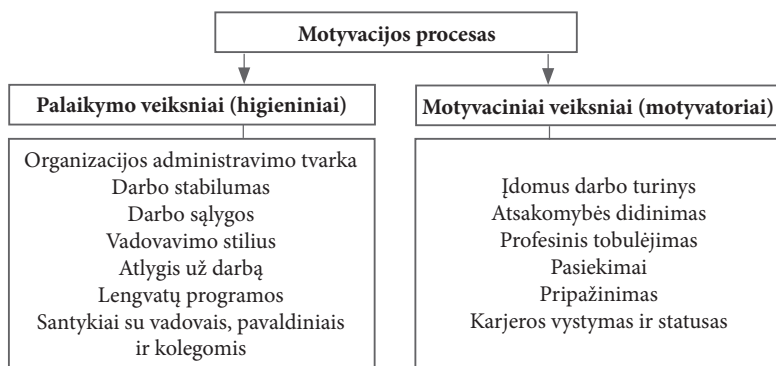 Motyvacijos procesas
Palaikymo veiksniai (higieniniai)
Organizacijos administravimo tvarka
Darbo stabilumas
Darbo sąlygos
Vadovavimo stilius
Atlygis už darbą
Lengvatų programos
Santykiai su vadovais, pavaldiniais
ir kolegomis
Motyvaciniai veiksniai (motyvatoriai)
Įdomus darbo turinys
Atsakomybės didinimas
Profesinis tobulėjimas
Pasiekimai
Pripažinimas
Karjeros vystymas ir statusas